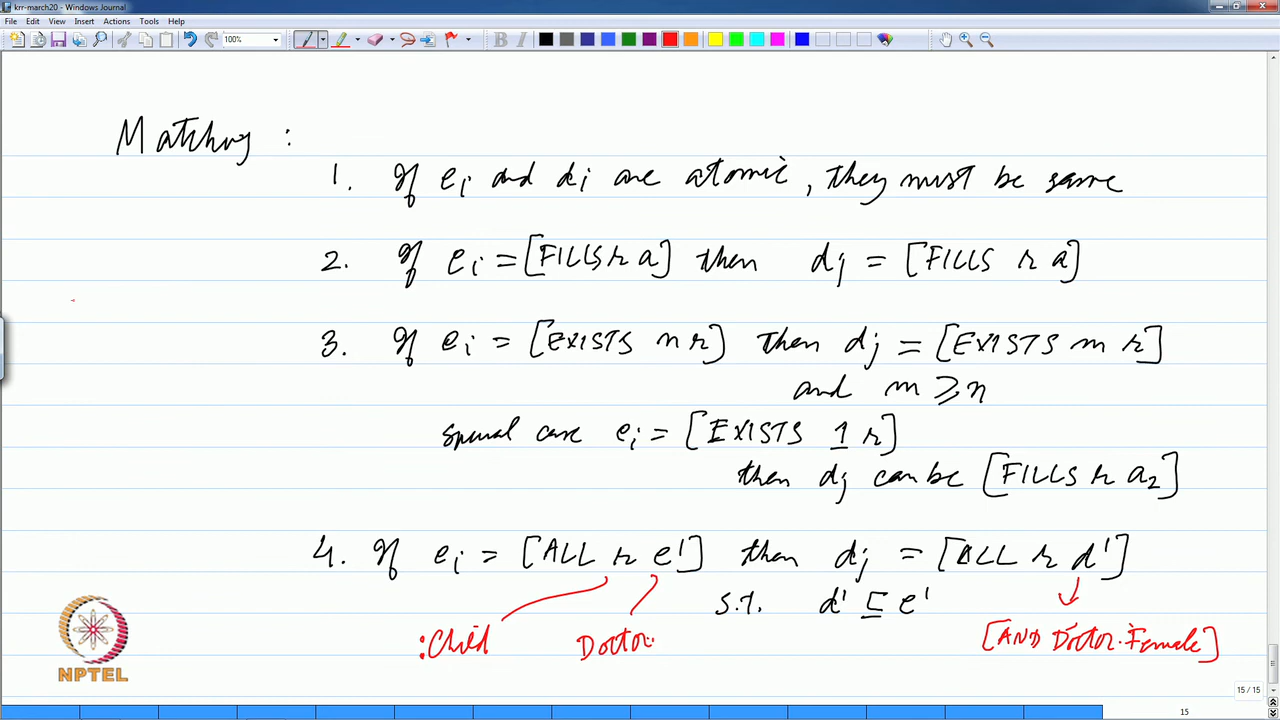 krr-march20 - Windows Journal
File Edit View Insert Actions Tools Help
100%
Matching :
1. If ei and dj are atomic, they must be same
2. If ei = [FILLS r a] then dj = [FILLS r a]
3. If ei = [EXISTS n r] then dj = [EXISTS m r]
and m ⩾ n
special case ei = [EXISTS 1 r]
then dj can be [FILLS r a2]
4. If ei = [ALL r e'] then dj = [ALL r d']
s.t. d' ⊑ e'
:Child Doctor [AND Doctor Female]
NPTEL
15 / 15
15